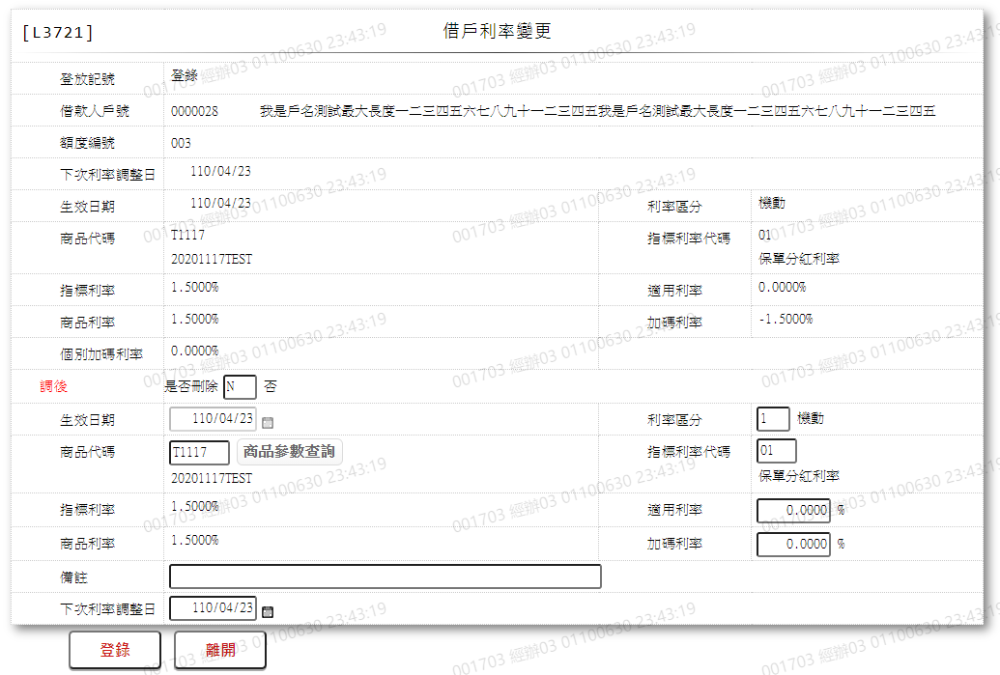 [L3721] 借戶利率變更
登放記號 登錄
借款人戶號 0000028 我是戶名測試最大長度一二三四五六七八九十一二三四五我是戶名測試最大長度一二三四五六七八九十一二三四五
額度編號 003
下次利率調整日 110/04/23
生效日期 110/04/23 利率區分 機動
商品代碼 T1117 指標利率代碼 01
20201117TEST 保單分紅利率
指標利率 1.5000% 適用利率 0.0000%
商品利率 1.5000% 加碼利率 -1.5000%
個別加碼利率 0.0000%
調後 是否刪除 N 否
生效日期 110/04/23 利率區分 1 機動
商品代碼 T1117 商品參數查詢 指標利率代碼 01
20201117TEST 保單分紅利率
指標利率 1.5000% 適用利率 0.0000 %
商品利率 1.5000% 加碼利率 0.0000 %
備註
下次利率調整日 110/04/23
登錄 離開
001703 經辦03 01100630 23:43:19